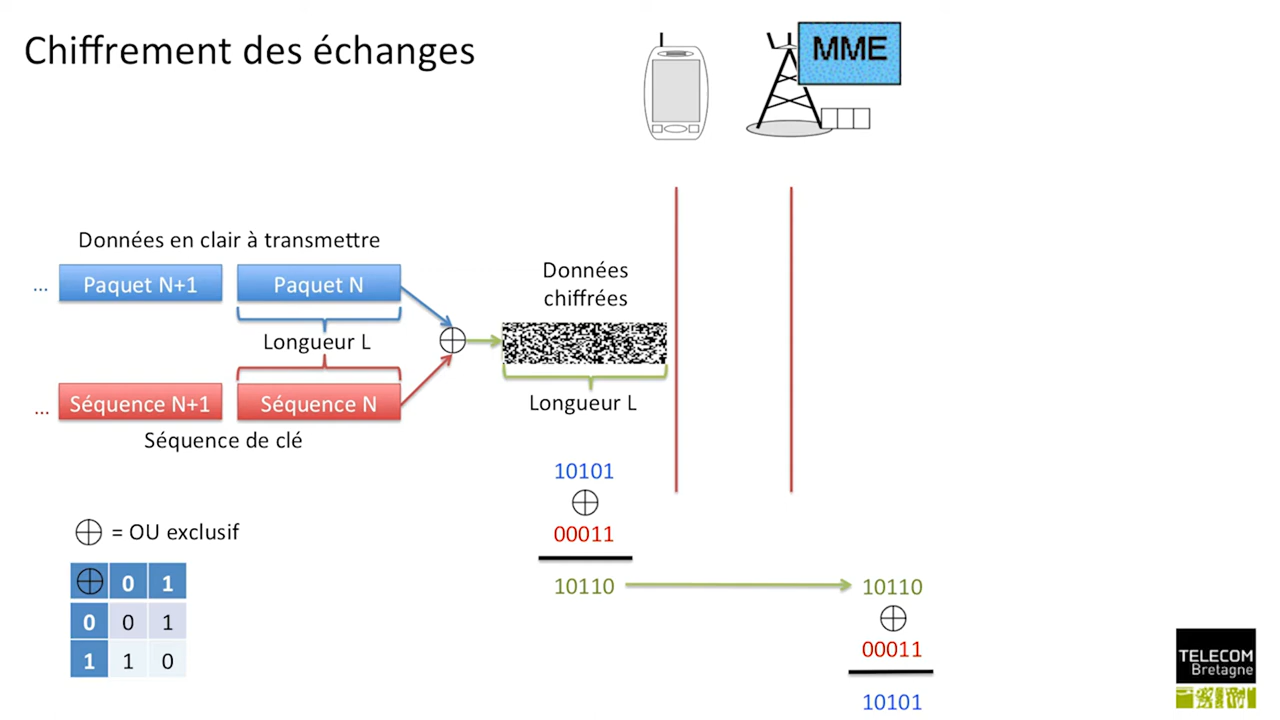 Chiffrement des échanges
MME
Données en clair à transmettre
... Paquet N+1 Paquet N
Longueur L
... Séquence N+1 Séquence N
Séquence de clé
Données
chiffrées
Longueur L
10101
00011
10110
10110
00011
10101
⊕ = OU exclusif
⊕ 0 1
0 0 1
1 1 0
TELECOM
Bretagne